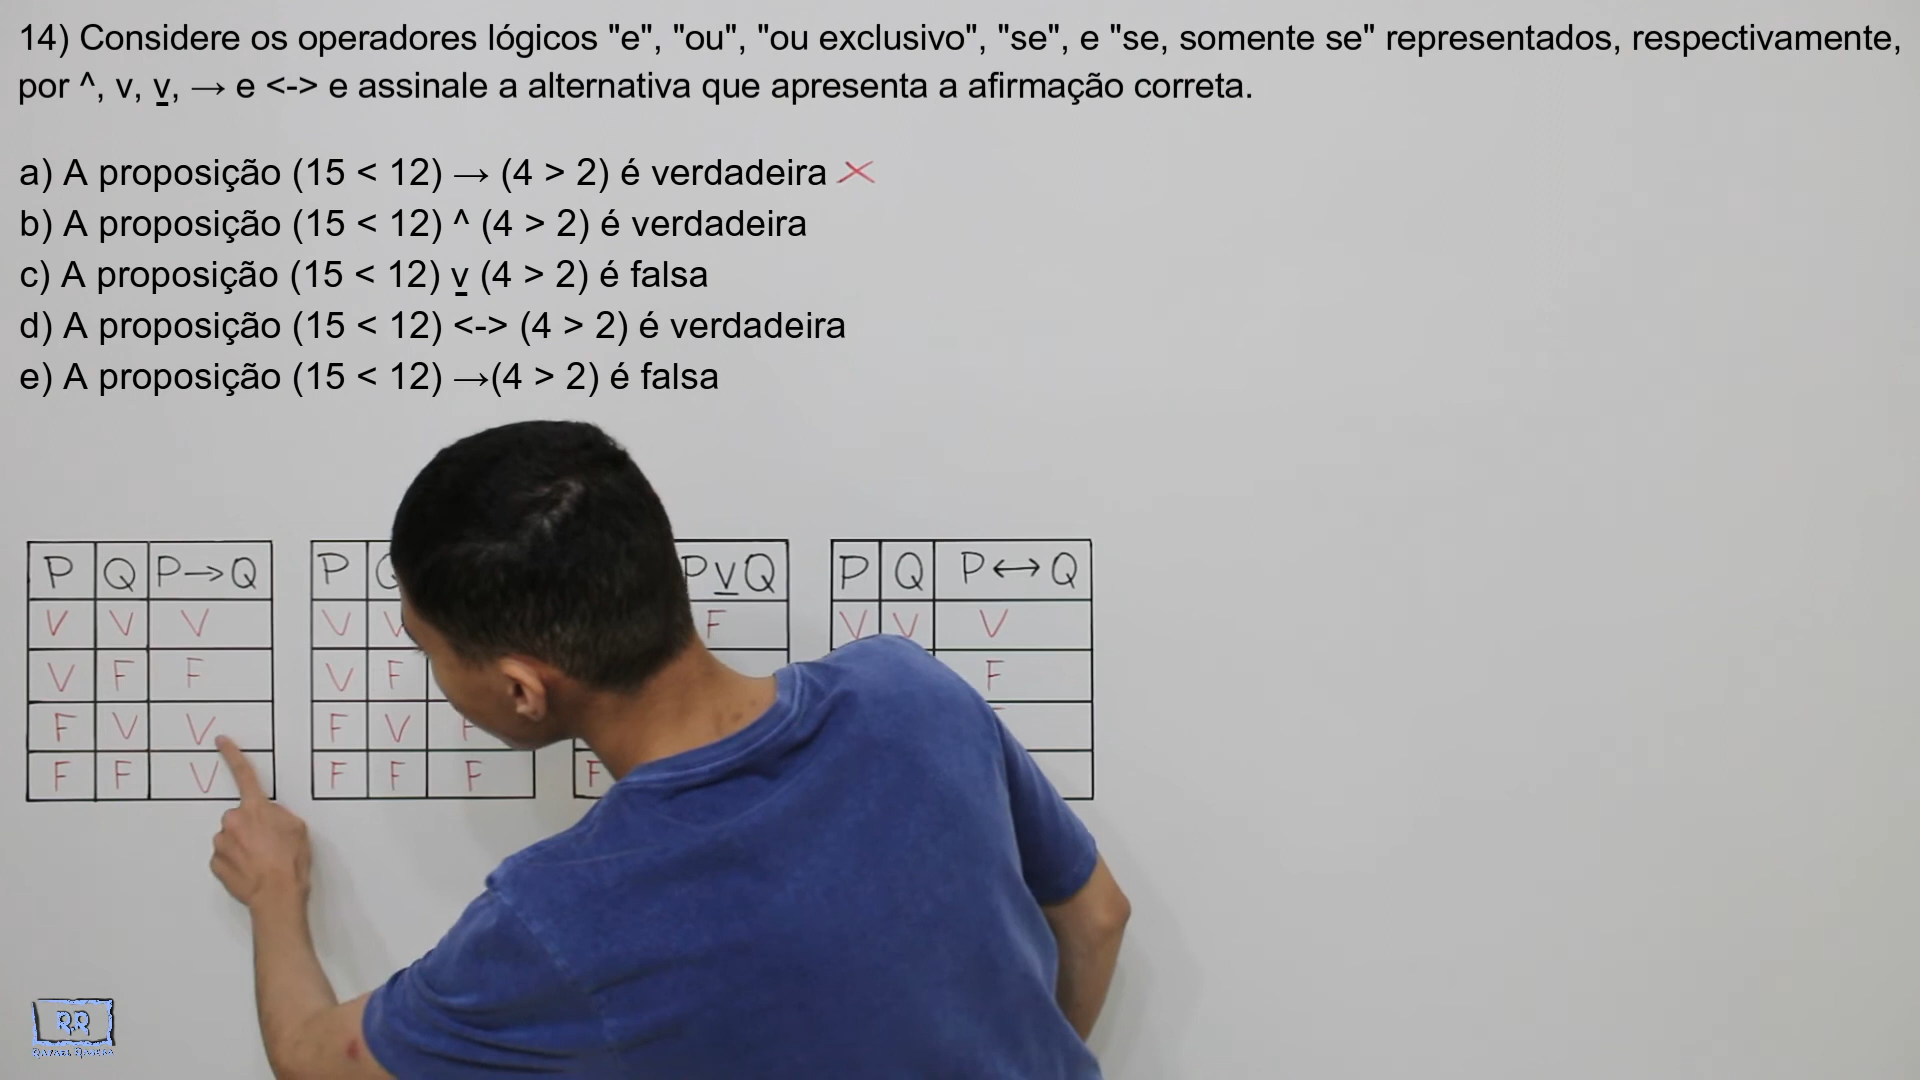 14) Considere os operadores lógicos "e", "ou", "ou exclusivo", "se", e "se, somente se" representados, respectivamente,
por ^, v, v̲, → e <-> e assinale a alternativa que apresenta a afirmação correta.
a) A proposição (15 < 12) → (4 > 2) é verdadeira ×
b) A proposição (15 < 12) ^ (4 > 2) é verdadeira
c) A proposição (15 < 12) v̲ (4 > 2) é falsa
d) A proposição (15 < 12) <-> (4 > 2) é verdadeira
e) A proposição (15 < 12) →(4 > 2) é falsa
P Q P→Q
V V V
V F F
F V V
F F V
P Q
V V
V F
F V F
F F F
P v̲ Q
F
F
P Q P↔Q
V V V
F
RR